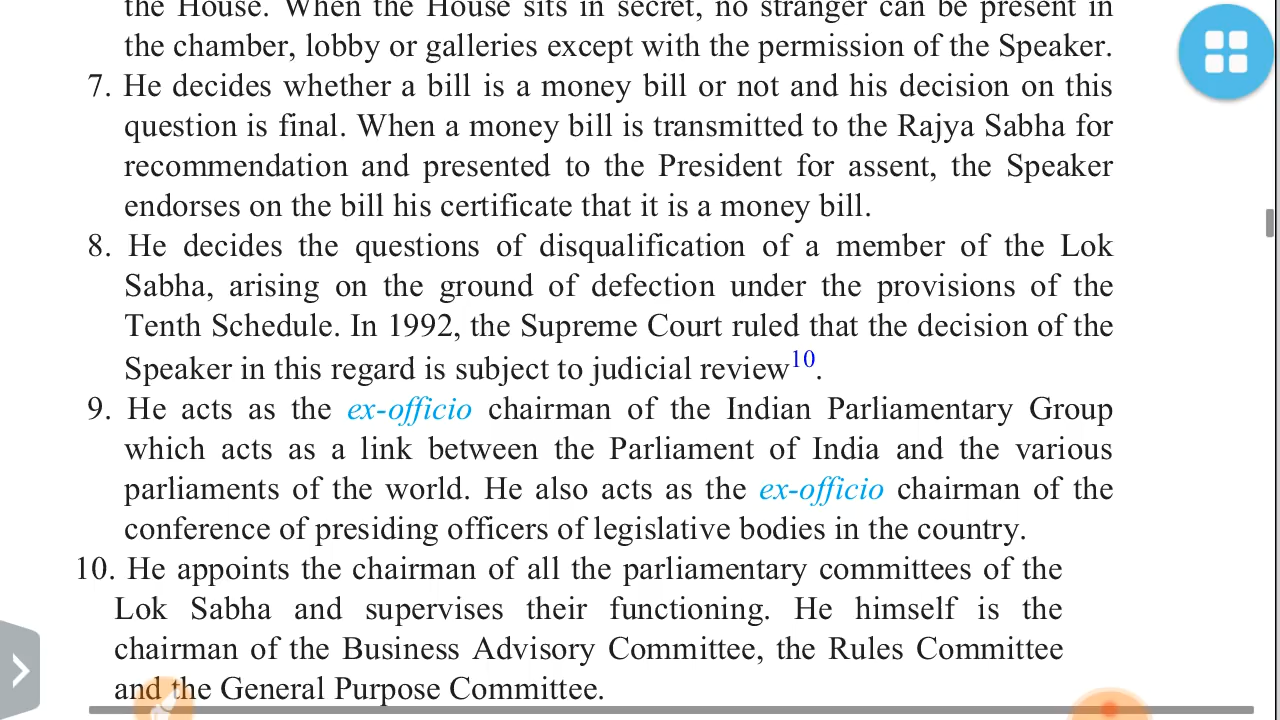 the House. When the House sits in secret, no stranger can be present in
the chamber, lobby or galleries except with the permission of the Speaker.
7. He decides whether a bill is a money bill or not and his decision on this
question is final. When a money bill is transmitted to the Rajya Sabha for
recommendation and presented to the President for assent, the Speaker
endorses on the bill his certificate that it is a money bill.
8. He decides the questions of disqualification of a member of the Lok
Sabha, arising on the ground of defection under the provisions of the
Tenth Schedule. In 1992, the Supreme Court ruled that the decision of the
Speaker in this regard is subject to judicial review10.
9. He acts as the ex-officio chairman of the Indian Parliamentary Group
which acts as a link between the Parliament of India and the various
parliaments of the world. He also acts as the ex-officio chairman of the
conference of presiding officers of legislative bodies in the country.
10. He appoints the chairman of all the parliamentary committees of the
Lok Sabha and supervises their functioning. He himself is the
chairman of the Business Advisory Committee, the Rules Committee
and the General Purpose Committee.